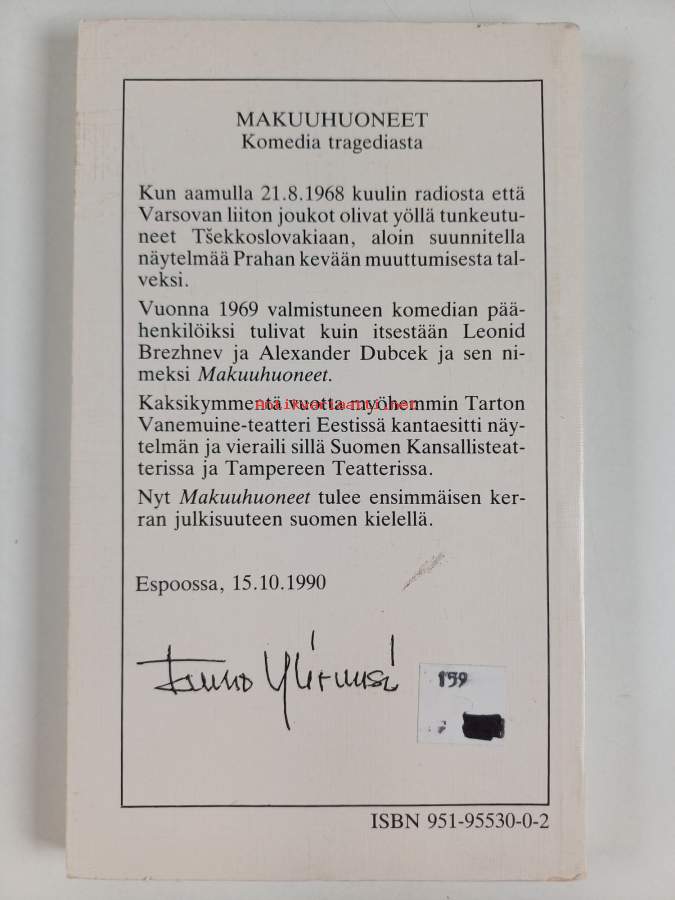 MAKUUHUONEET
Komedia tragediasta
Kun aamulla 21.8.1968 kuulin radiosta että
Varsovan liiton joukot olivat yöllä tunkeutu-
neet Tšekkoslovakiaan, aloin suunnitella
näytelmää Prahan kevään muuttumisesta tal-
veksi.
Vuonna 1969 valmistuneen komedian pää-
henkilöiksi tulivat kuin itsestään Leonid
Brezhnev ja Alexander Dubcek ja sen ni-
meksi Makuuhuoneet.
Kaksikymmentä vuotta myöhemmin Tarton
Antikvariaatti.net
Vanemuine-teatteri Eestissä kantaesitti näy-
telmän ja vieraili sillä Suomen Kansallisteat-
terissa ja Tampereen Teatterissa.
Nyt Makuuhuoneet tulee ensimmäisen ker-
ran julkisuuteen suomen kielellä.
Espoossa, 15.10.1990
159
ISBN 951-95530-0-2